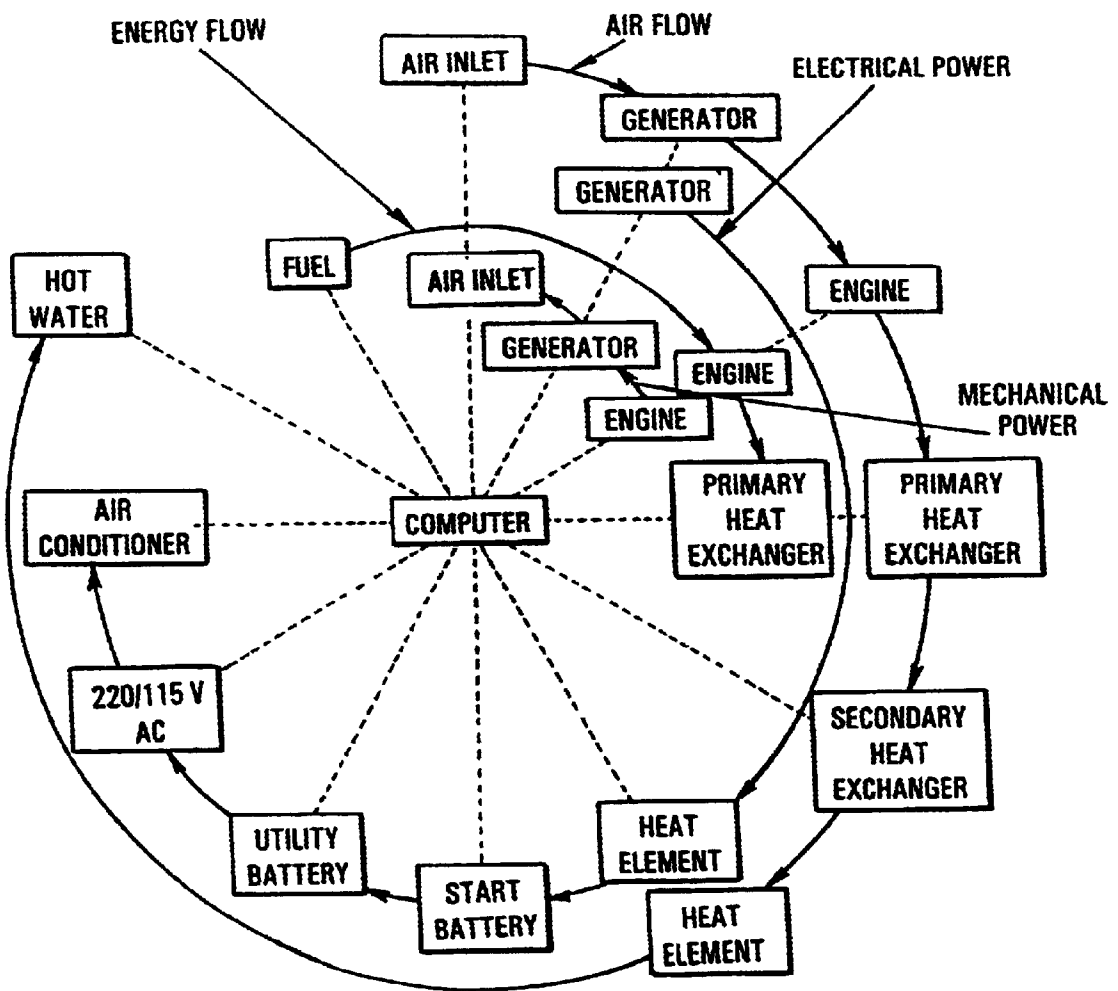 ENERGY FLOW
AIR FLOW
AIR INLET
ELECTRICAL POWER
GENERATOR
GENERATOR
FUEL
AIR INLET
HOT
WATER
ENGINE
GENERATOR
ENGINE
MECHANICAL
POWER
ENGINE
PRIMARY
HEAT
EXCHANGER
PRIMARY
HEAT
EXCHANGER
AIR
CONDITIONER
COMPUTER
220/115 V
AC
SECONDARY
HEAT
EXCHANGER
UTILITY
BATTERY
START
BATTERY
HEAT
ELEMENT
HEAT
ELEMENT